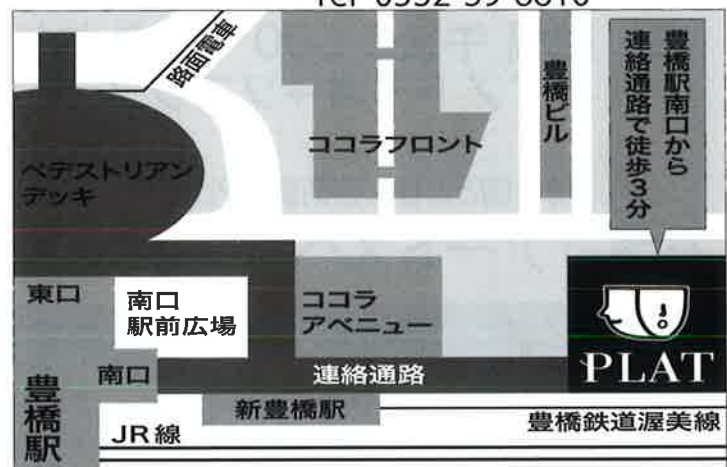 路面電車
ペデストリアン
デッキ
ココラフロント
豊橋ビル
豊橋駅南口から
連絡通路で徒歩3分
東口
南口
駅前広場
ココラ
アベニュー
PLAT
南口
連絡通路
豊橋駅
新豊橋駅
豊橋鉄道渥美線
JR線